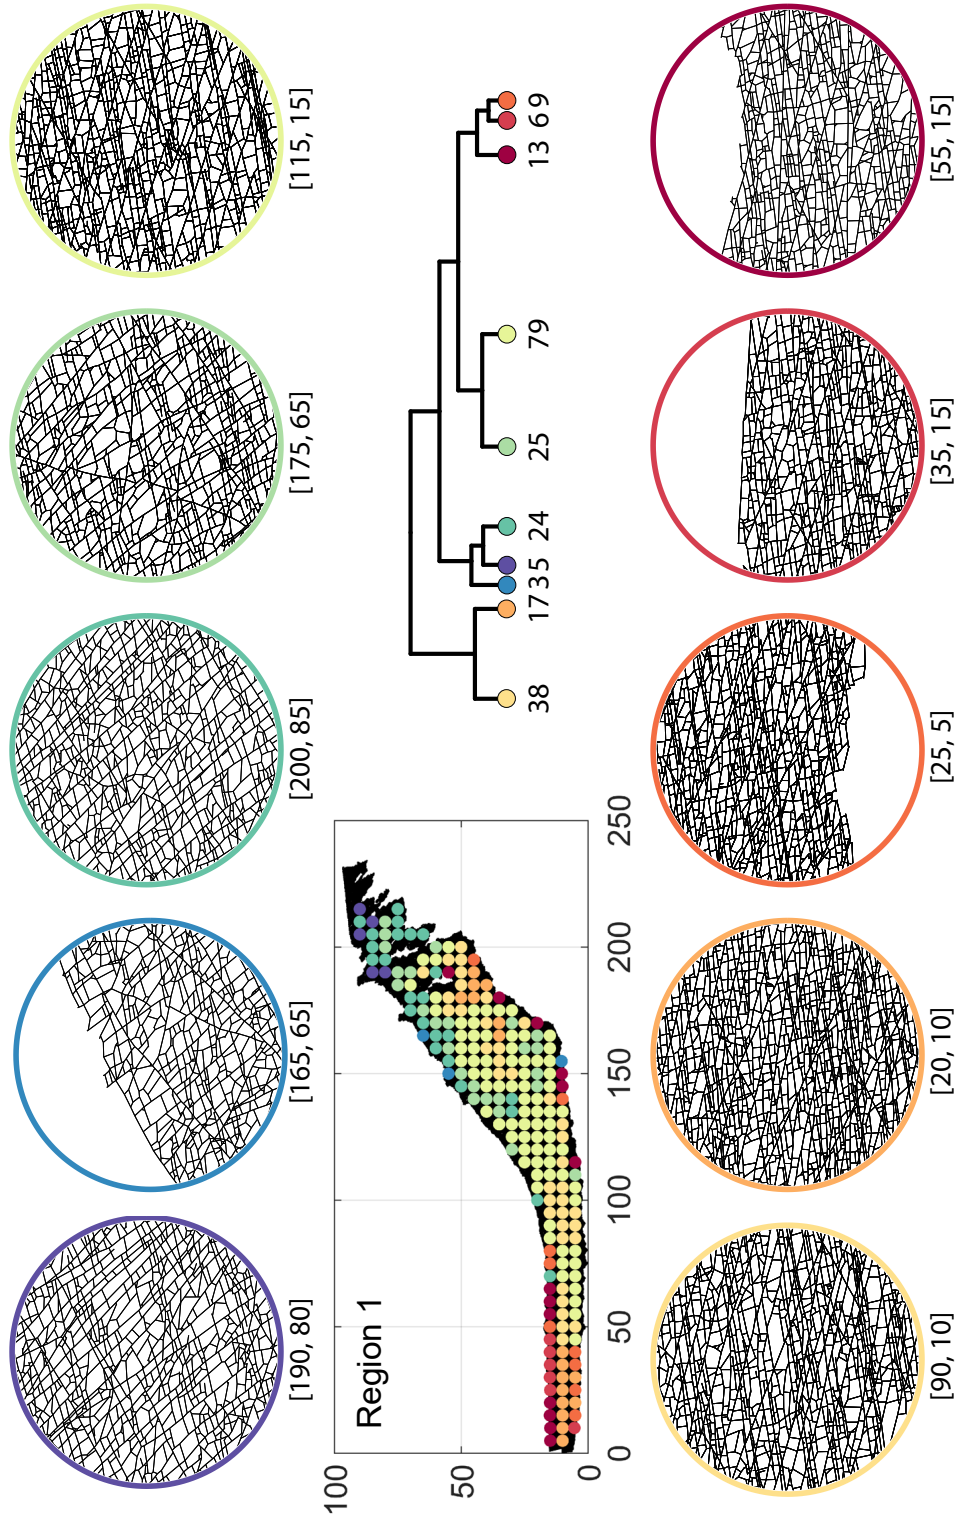 [190, 80] [165, 65] [200, 85] [175, 65] [115, 15]
100
Region 1
50
0
0 50 100 150 200 250
38 17 3 5 24 25 79 13 6 9
[90, 10] [20, 10] [25, 5] [35, 15] [55, 15]